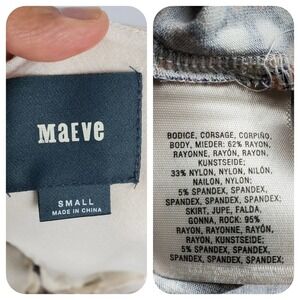 MAEVE
SMALL
MADE IN CHINA
BODICE, CORSAGE, CORPIÑO,
BODY, MIEDER: 62% RAYON,
RAYONNE, RAYÓN, RAYON,
KUNSTSEIDE;
33% NYLON, NYLON, NILÓN,
NAILON, NYLON;
5% SPANDEX, SPANDEX,
SPANDEX, SPANDEX, SPANDEX;
SKIRT, JUPE, FALDA,
GONNA, ROCK: 95%
RAYON, RAYONNE, RAYÓN,
RAYON, KUNSTSEIDE;
5% SPANDEX, SPANDEX,
SPANDEX, SPANDEX, SPANDEX;